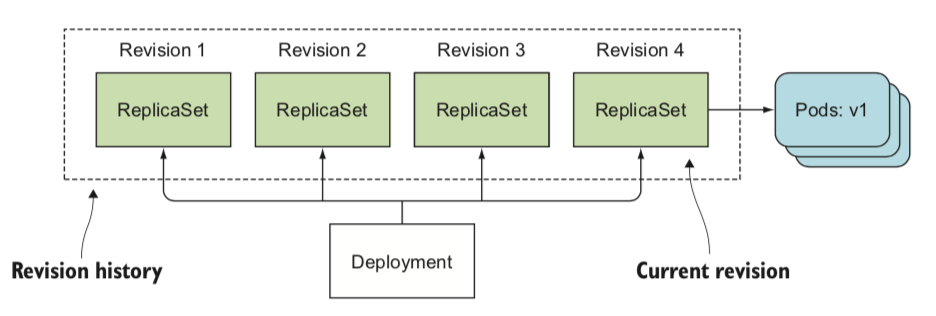 Revision 1
Revision 2
Revision 3
Revision 4
ReplicaSet
ReplicaSet
ReplicaSet
ReplicaSet
Pods: v1
Deployment
Revision history
Current revision